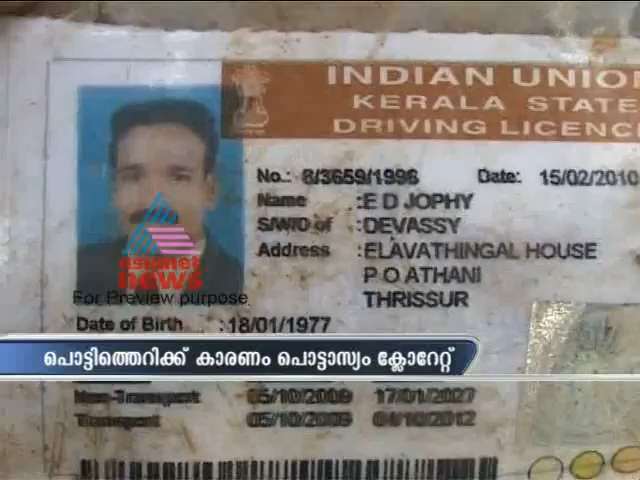 INDIAN UNION
KERALA STATE
DRIVING LICENC
No.: 8/3659/1996 Date: 15/02/2010
Name :E D JOPHY
S/W/D of :DEVASSY
Address :ELAVATHINGAL HOUSE
P O ATHANI
THRISSUR
asianet
news
For Preview purpose
Date of Birth :18/01/1977
പൊട്ടിത്തെറിക്ക് കാരണം പൊട്ടാസ്യം ക്ലോറേറ്റ്
Non-Transport 05/10/2009 17/01/2027
Transport 05/10/2009 04/10/2012